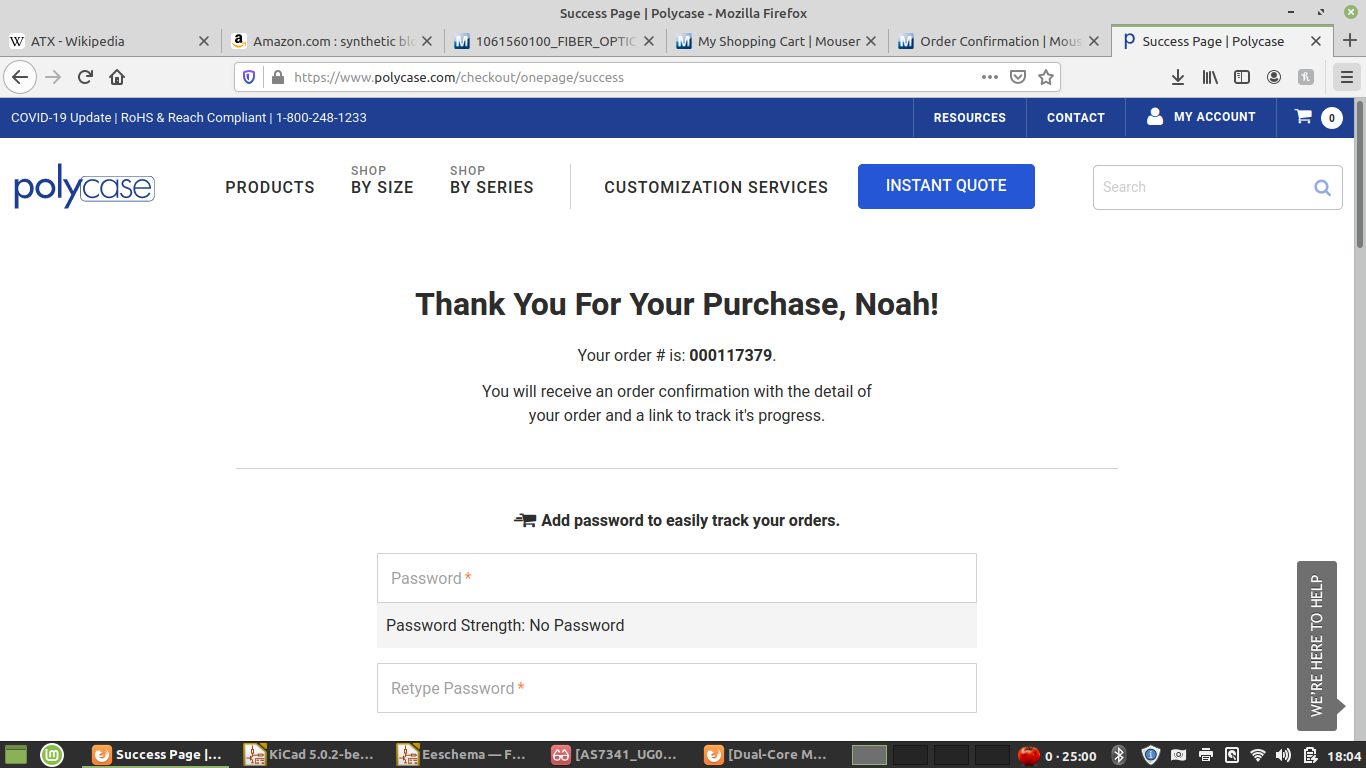 Success Page | Polycase - Mozilla Firefox
ATX - Wikipedia
Amazon.com : synthetic blo
1061560100_FIBER_OPTIC
My Shopping Cart | Mouser
Order Confirmation | Mous
Success Page | Polycase
https://www.polycase.com/checkout/onepage/success
COVID-19 Update | RoHS & Reach Compliant | 1-800-248-1233
RESOURCES
CONTACT
MY ACCOUNT
0
polycase
PRODUCTS
SHOP
BY SIZE
SHOP
BY SERIES
CUSTOMIZATION SERVICES
INSTANT QUOTE
Search
Thank You For Your Purchase, Noah!
Your order # is: 000117379.
You will receive an order confirmation with the detail of
your order and a link to track it's progress.
Add password to easily track your orders.
Password *
Password Strength: No Password
Retype Password *
WE'RE HERE TO HELP
Success Page |...
KiCad 5.0.2-be...
Eeschema — F...
[AS7341_UG0...
[Dual-Core M...
0 · 25:00
18:04